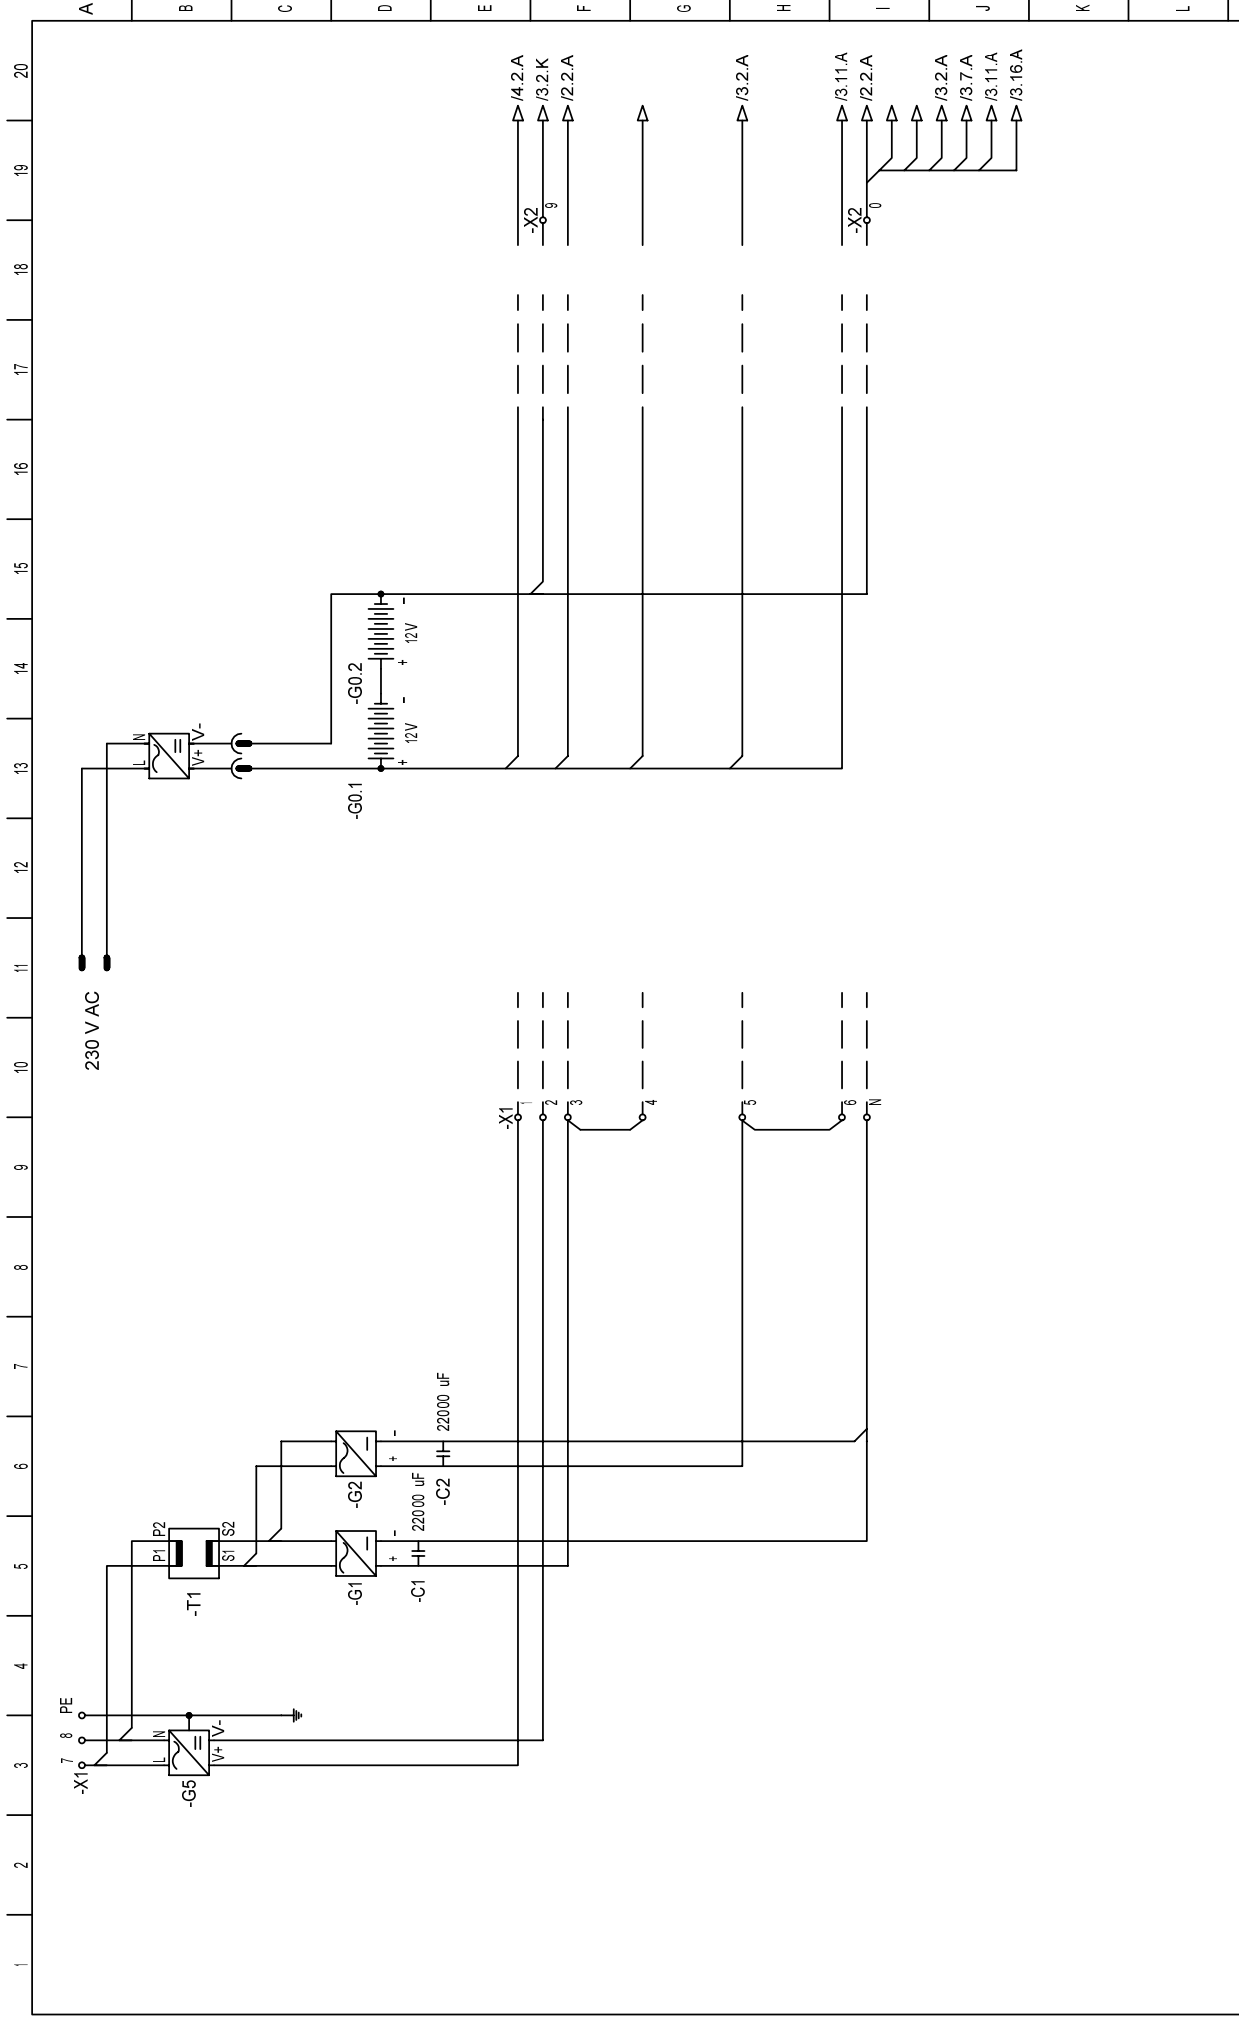 1 2 3 4 5 6 7 8 9 10 11 12 13 14 15 16 17 18 19 20
A
B
C
D
E
F
G
H
I
J
K
L
-X1
7 8 PE
L N
-G5
V+ V-
-T1
P1 P2
S1 S2
-G1
+ -
-C1
22000 uF
-G2
+ -
-C2
22000 uF
-X1
1
2
3
4
5
6
N
230 V AC
L N
V+ V-
-G0.1
+ -
12V
-G0.2
+ -
12V
-X2
9
-X2
0
/4.2.A
/3.2.K
/2.2.A
/3.2.A
/3.11.A
/2.2.A
/3.2.A
/3.7.A
/3.11.A
/3.16.A